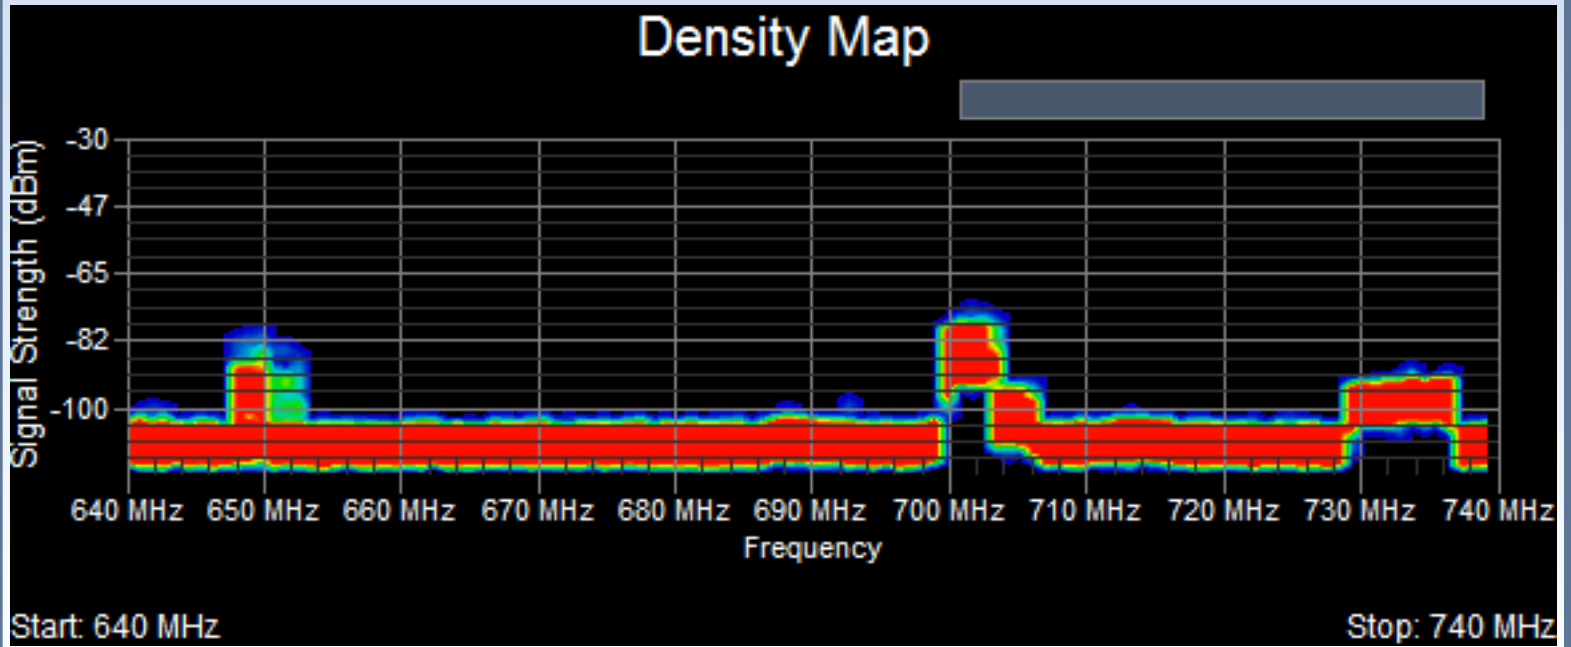 Density Map
Signal Strength (dBm)
-30
-47
-65
-82
-100
640 MHz 650 MHz 660 MHz 670 MHz 680 MHz 690 MHz 700 MHz 710 MHz 720 MHz 730 MHz 740 MHz
Frequency
Start: 640 MHz Stop: 740 MHz